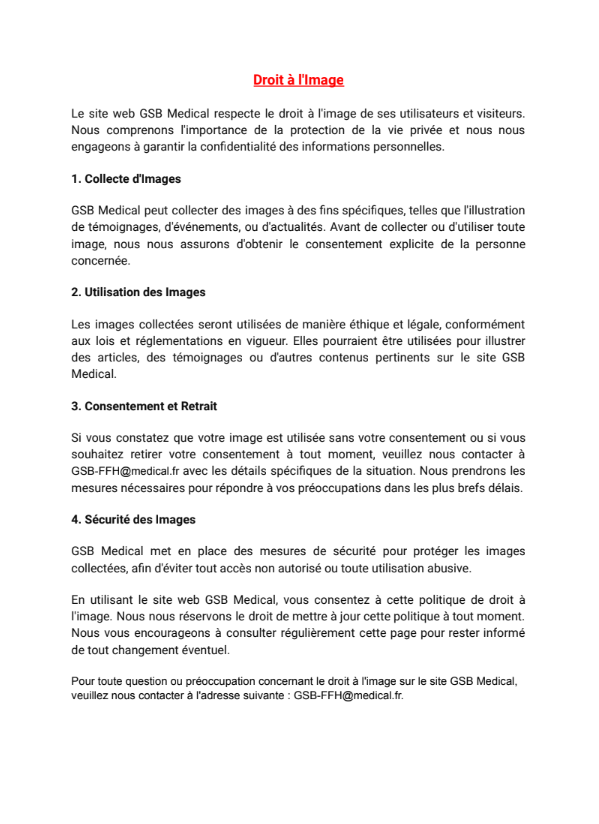 Droit à l'Image
Le site web GSB Medical respecte le droit à l'image de ses utilisateurs et visiteurs.
Nous comprenons l'importance de la protection de la vie privée et nous nous
engageons à garantir la confidentialité des informations personnelles.
1. Collecte d'Images
GSB Medical peut collecter des images à des fins spécifiques, telles que l'illustration
de témoignages, d'événements, ou d'actualités. Avant de collecter ou d'utiliser toute
image, nous nous assurons d'obtenir le consentement explicite de la personne
concernée.
2. Utilisation des Images
Les images collectées seront utilisées de manière éthique et légale, conformément
aux lois et réglementations en vigueur. Elles pourraient être utilisées pour illustrer
des articles, des témoignages ou d'autres contenus pertinents sur le site GSB
Medical.
3. Consentement et Retrait
Si vous constatez que votre image est utilisée sans votre consentement ou si vous
souhaitez retirer votre consentement à tout moment, veuillez nous contacter à
GSB-FFH@medical.fr avec les détails spécifiques de la situation. Nous prendrons les
mesures nécessaires pour répondre à vos préoccupations dans les plus brefs délais.
4. Sécurité des Images
GSB Medical met en place des mesures de sécurité pour protéger les images
collectées, afin d'éviter tout accès non autorisé ou toute utilisation abusive.
En utilisant le site web GSB Medical, vous consentez à cette politique de droit à
l'image. Nous nous réservons le droit de mettre à jour cette politique à tout moment.
Nous vous encourageons à consulter régulièrement cette page pour rester informé
de tout changement éventuel.
Pour toute question ou préoccupation concernant le droit à l'image sur le site GSB Medical,
veuillez nous contacter à l'adresse suivante : GSB-FFH@medical.fr.